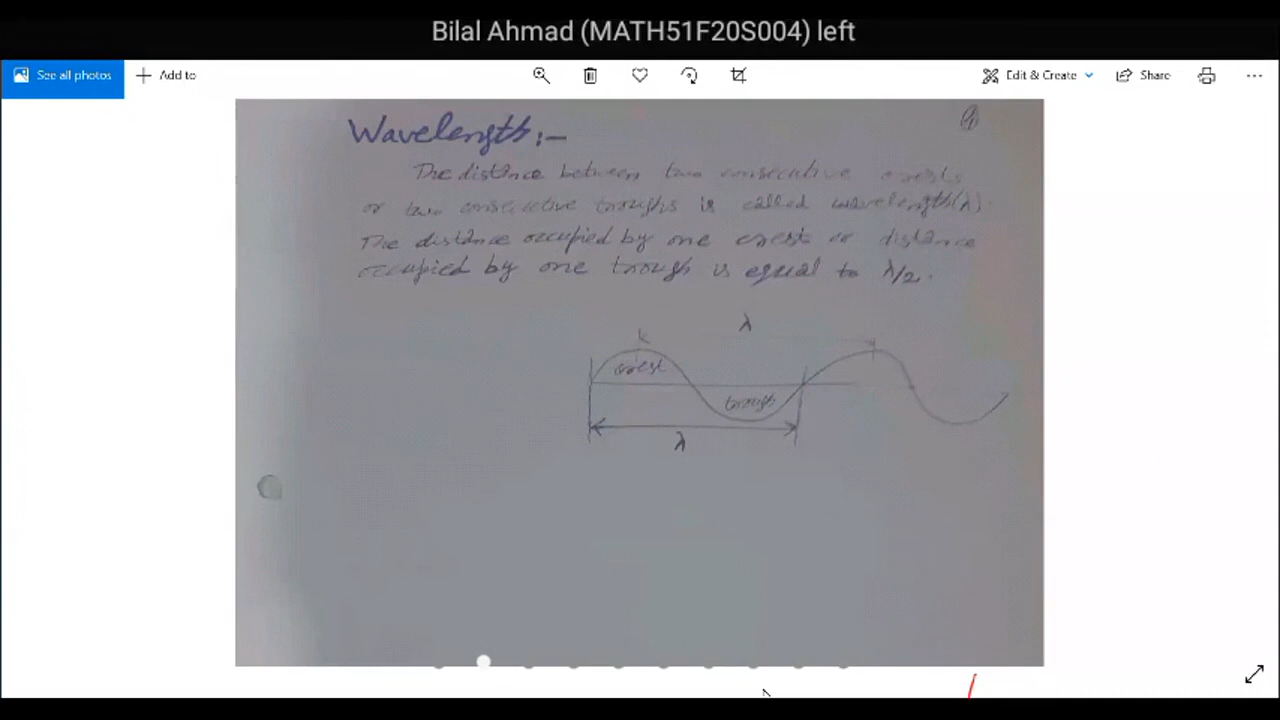 Bilal Ahmad (MATH51F20S004) left
See all photos
Add to
Edit & Create
Share
Wavelength:-
The distance between two consecutive crests
or two consecutive troughs is called wavelength(λ).
The distance occupied by one crest or distance
occupied by one trough is equal to λ/2.
λ
crest
trough
λ